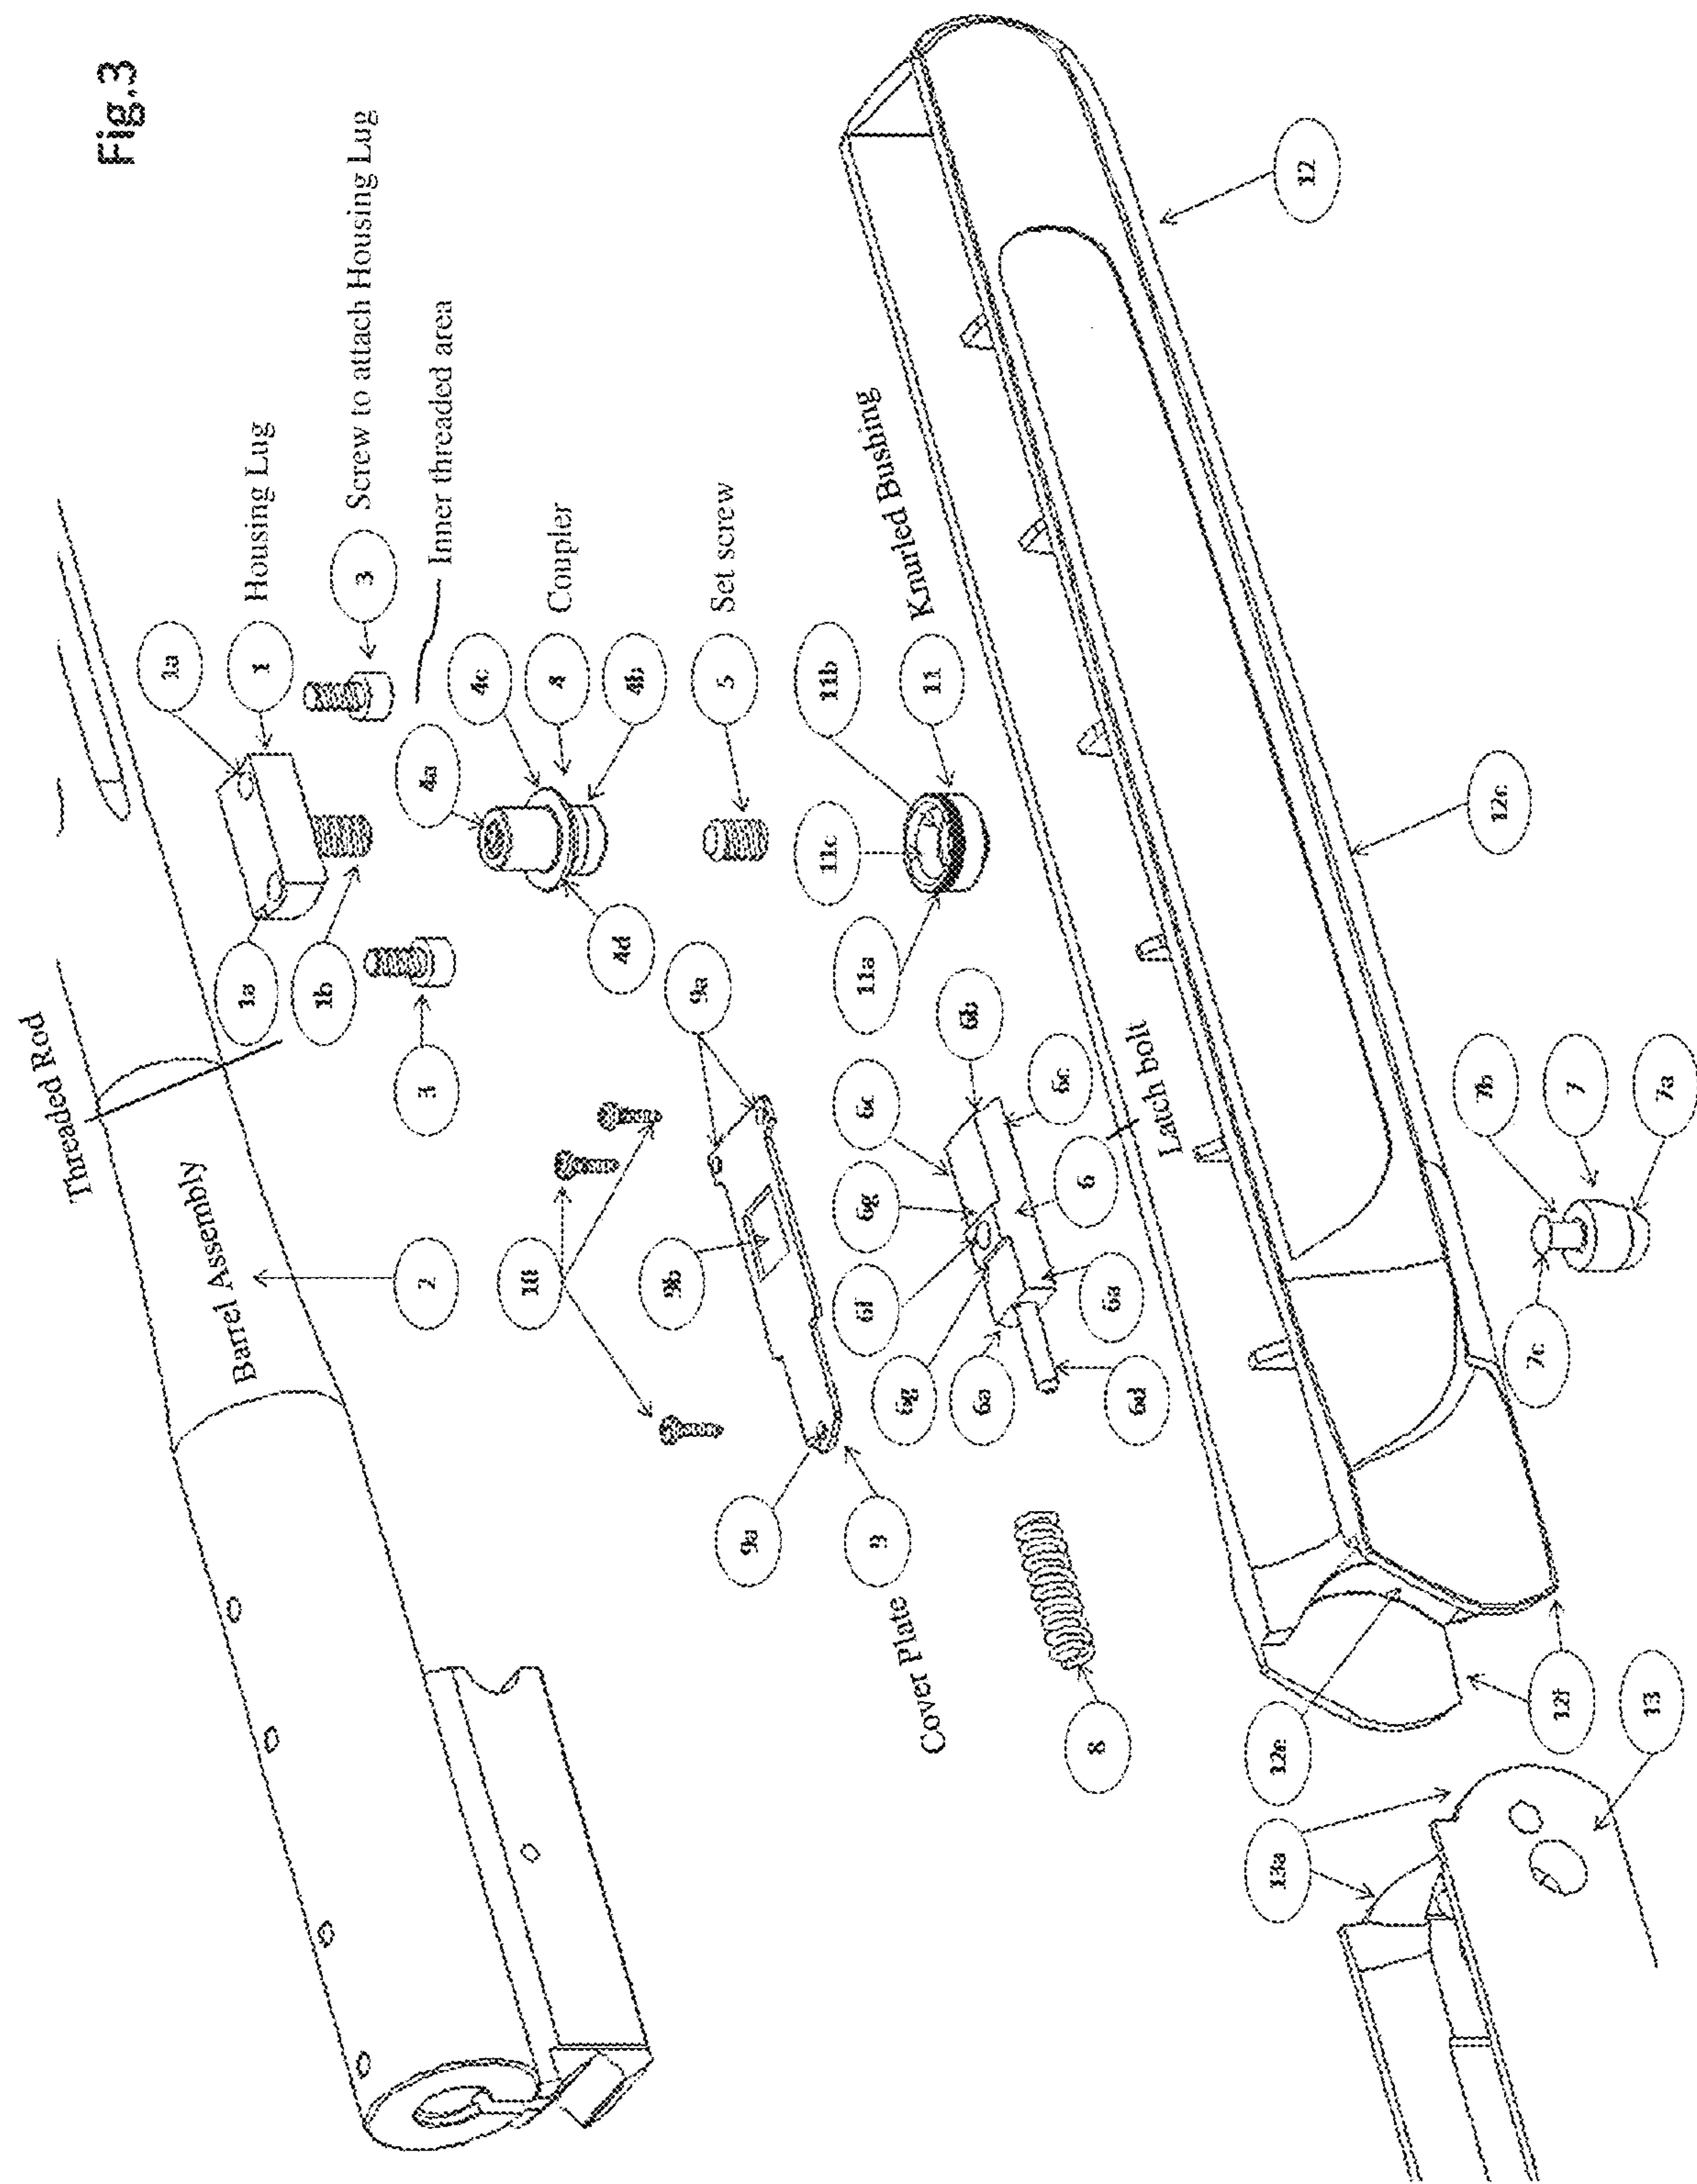 Fig.3
Threaded Rod
Barrel Assembly
2
1a
1
Housing Lug
1a
1b
3
Screw to attach Housing Lug
3
Inner threaded area
4a
4c
4
Coupler
4b
4d
5
Set screw
10
9a
9b
9a
9
Cover Plate
11b
11c
11
Knurled Bushing
11a
6b
6c
6c
6g
6
Latch bolt
6f
6g
6a
6a
6d
8
12
12c
7b
7
7a
7c
12e
12f
13
13a